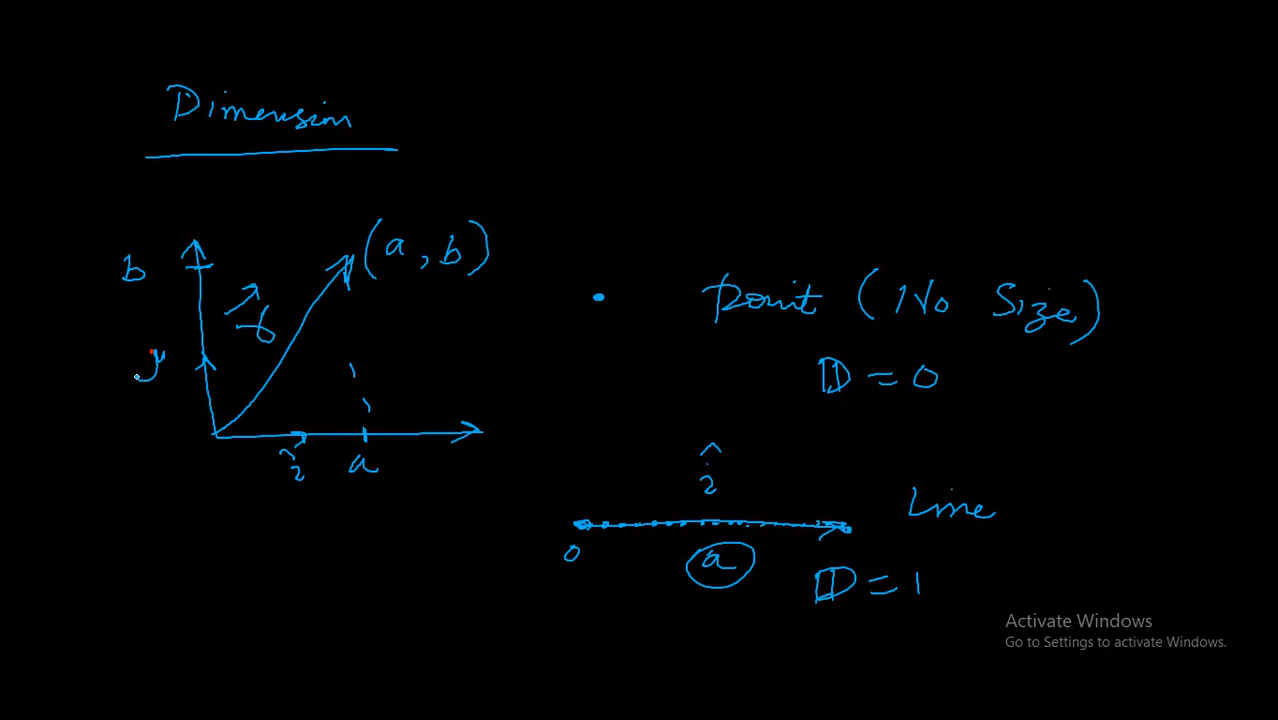 Dimension
b
(a, b)
Point (No Size)
D = 0
î
a
î
Line
0
a
D = 1
Activate Windows
Go to Settings to activate Windows.